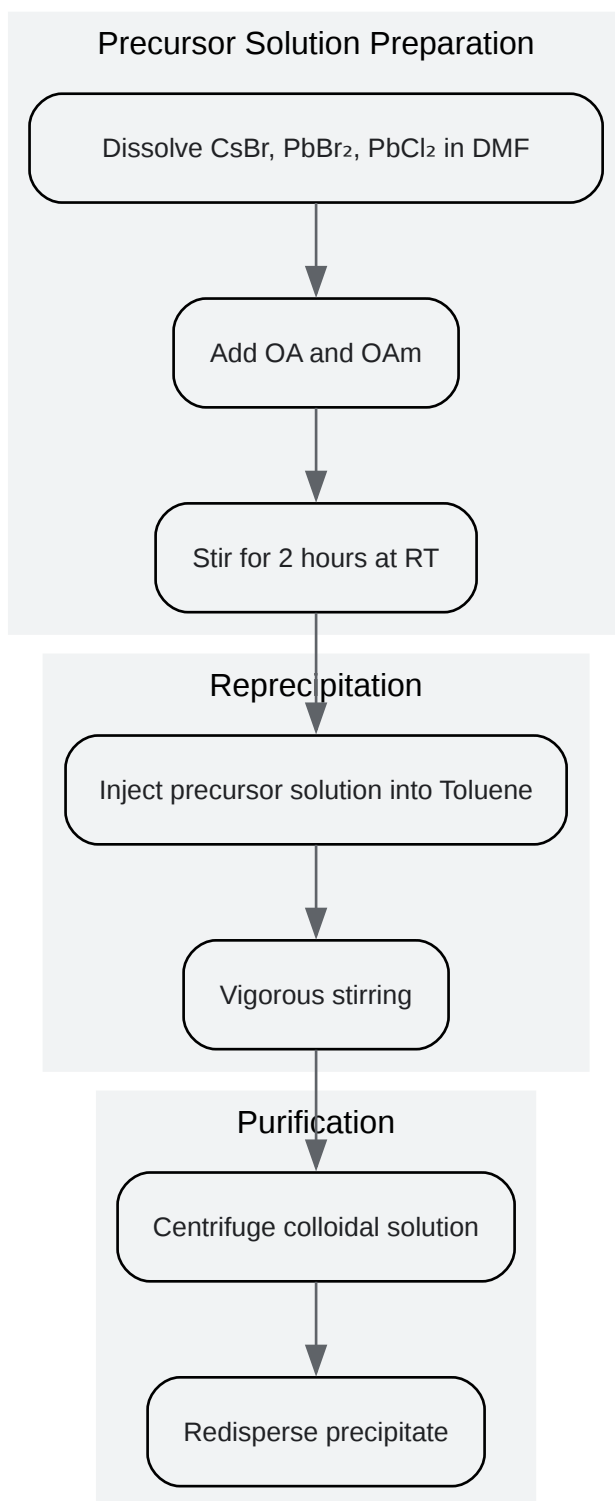 Precursor Solution Preparation
Dissolve CsBr, PbBr₂, PbCl₂ in DMF
Add OA and OAm
Stir for 2 hours at RT
Reprecipitation
Inject precursor solution into Toluene
Vigorous stirring
Purification
Centrifuge colloidal solution
Redisperse precipitate